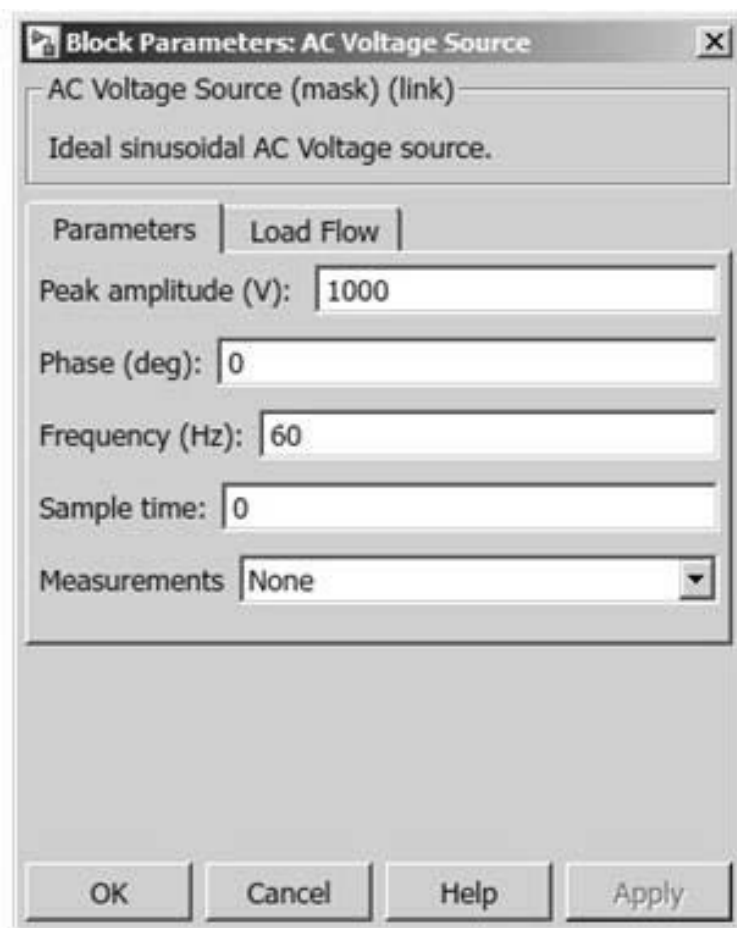 Block Parameters: AC Voltage Source
AC Voltage Source (mask) (link)
Ideal sinusoidal AC Voltage source.
Parameters Load Flow
Peak amplitude (V): 1000
Phase (deg): 0
Frequency (Hz): 60
Sample time: 0
Measurements None
OK Cancel Help Apply